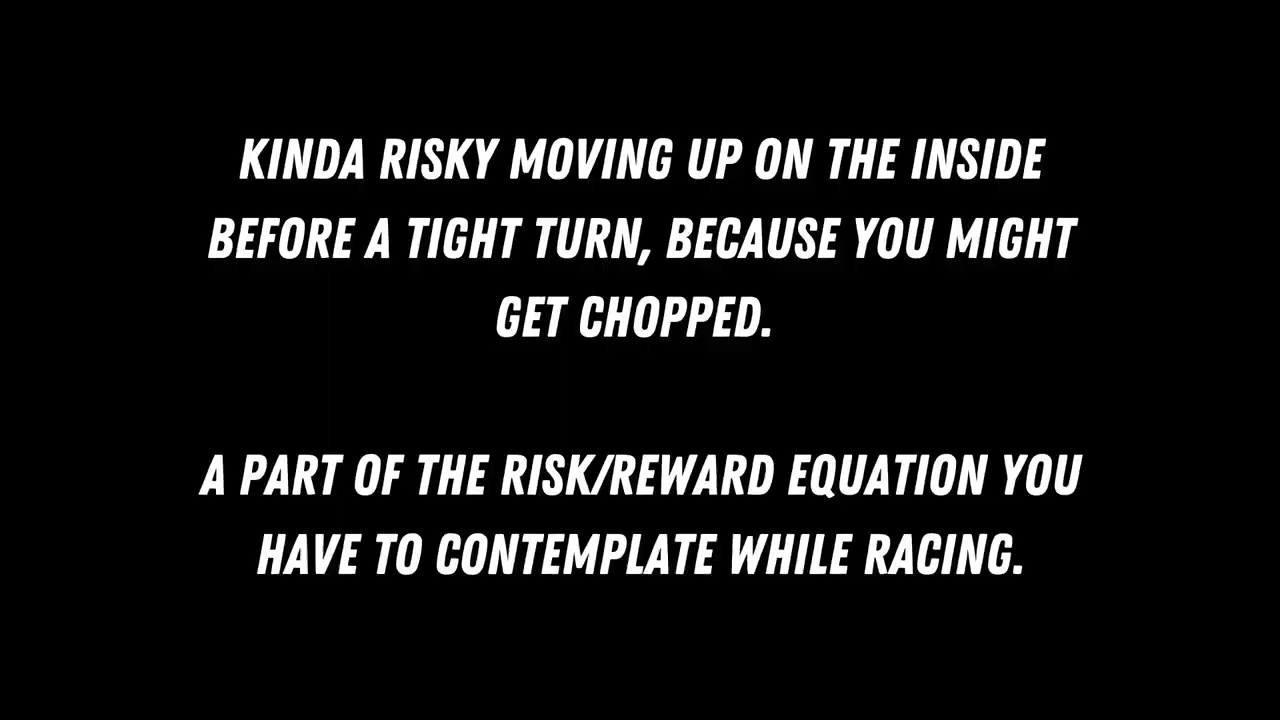 KINDA RISKY MOVING UP ON THE INSIDE
BEFORE A TIGHT TURN, BECAUSE YOU MIGHT
GET CHOPPED.
A PART OF THE RISK/REWARD EQUATION YOU
HAVE TO CONTEMPLATE WHILE RACING.